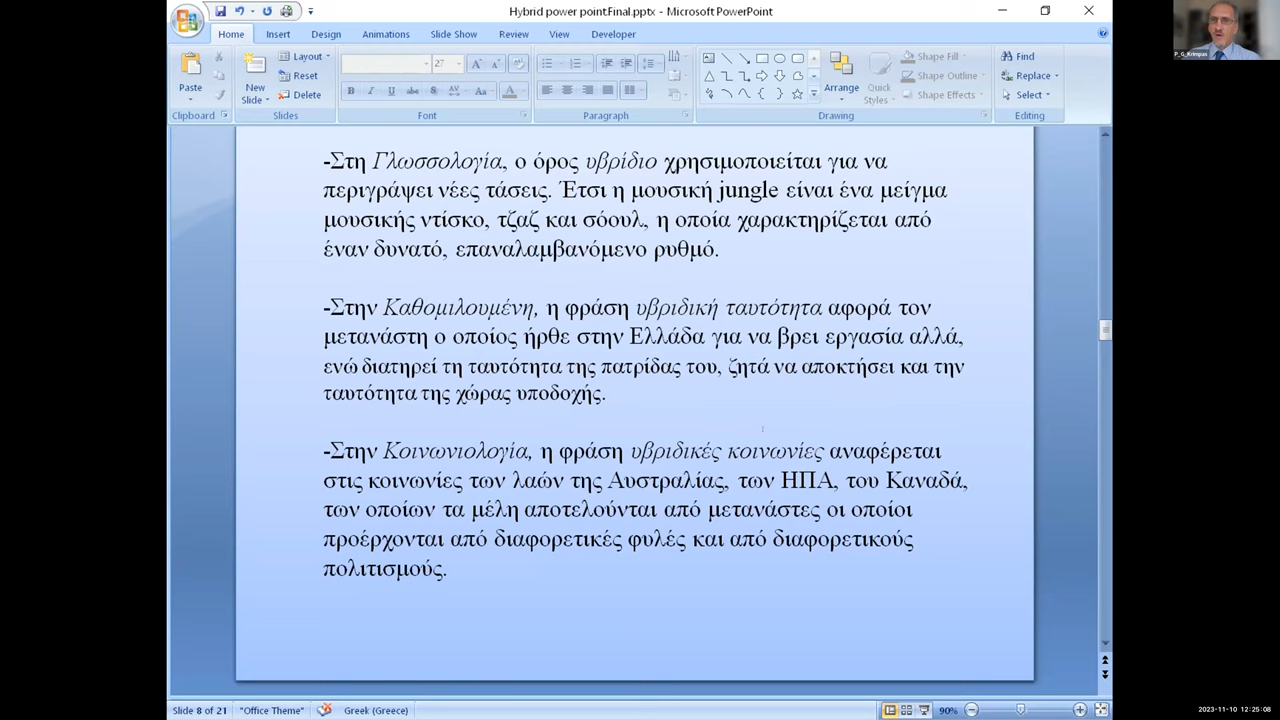 Hybrid power point.Final.pptx - Microsoft PowerPoint
Home Insert Design Animations Slide Show Review View Developer
Paste
Clipboard
New
Slide
Layout
Reset
Delete
Slides
27
Font
Paragraph
Arrange
Quick
Styles
Shape Fill
Shape Outline
Shape Effects
Drawing
Find
Replace
Select
Editing
P_G_Krimpas
-Στη Γλωσσολογία, ο όρος υβρίδιο χρησιμοποιείται για να
περιγράψει νέες τάσεις. Έτσι η μουσική jungle είναι ένα μείγμα
μουσικής ντίσκο, τζαζ και σόουλ, η οποία χαρακτηρίζεται από
έναν δυνατό, επαναλαμβανόμενο ρυθμό.
-Στην Καθομιλουμένη, η φράση υβριδική ταυτότητα αφορά τον
μετανάστη ο οποίος ήρθε στην Ελλάδα για να βρει εργασία αλλά,
ενώ διατηρεί τη ταυτότητα της πατρίδας του, ζητά να αποκτήσει και την
ταυτότητα της χώρας υποδοχής.
-Στην Κοινωνιολογία, η φράση υβριδικές κοινωνίες αναφέρεται
στις κοινωνίες των λαών της Αυστραλίας, των ΗΠΑ, του Καναδά,
των οποίων τα μέλη αποτελούνται από μετανάστες οι οποίοι
προέρχονται από διαφορετικές φυλές και από διαφορετικούς
πολιτισμούς.
Slide 8 of 21 "Office Theme" Greek (Greece) 90%
2023-11-10 12:25:08